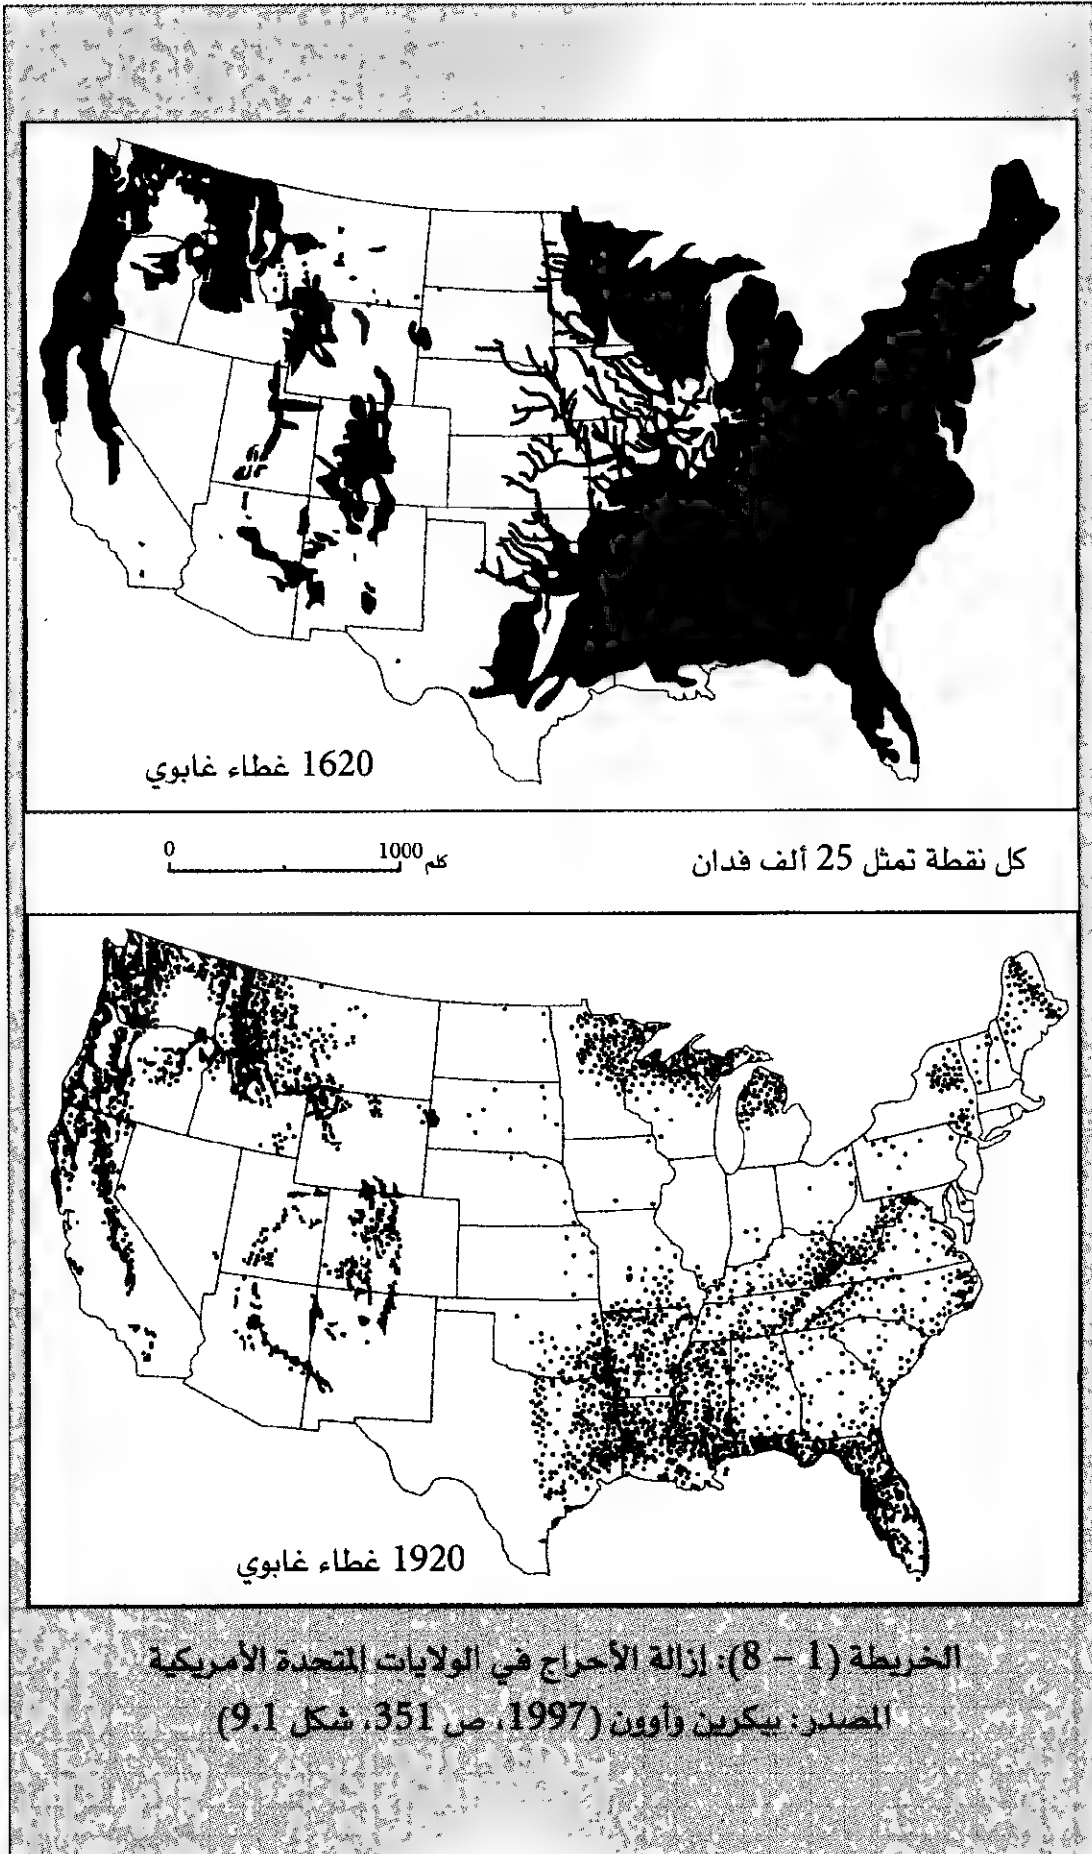 1620 غطاء غابوي
0 1000 كلم
كل نقطة تمثل 25 ألف فدان
1920 غطاء غابوي
الخريطة (1 – 8): إزالة الأحراج في الولايات المتحدة الأمريكية
المصدر: بيكرين وأوون (1997، ص 351، شكل 9.1)